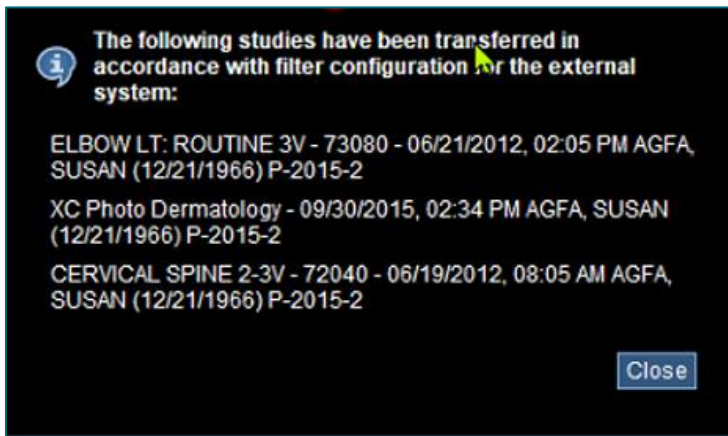 The following studies have been transferred in
accordance with filter configuration for the external
system:
ELBOW LT: ROUTINE 3V - 73080 - 06/21/2012, 02:05 PM AGFA,
SUSAN (12/21/1966) P-2015-2
XC Photo Dermatology - 09/30/2015, 02:34 PM AGFA, SUSAN
(12/21/1966) P-2015-2
CERVICAL SPINE 2-3V - 72040 - 06/19/2012, 08:05 AM AGFA,
SUSAN (12/21/1966) P-2015-2
Close